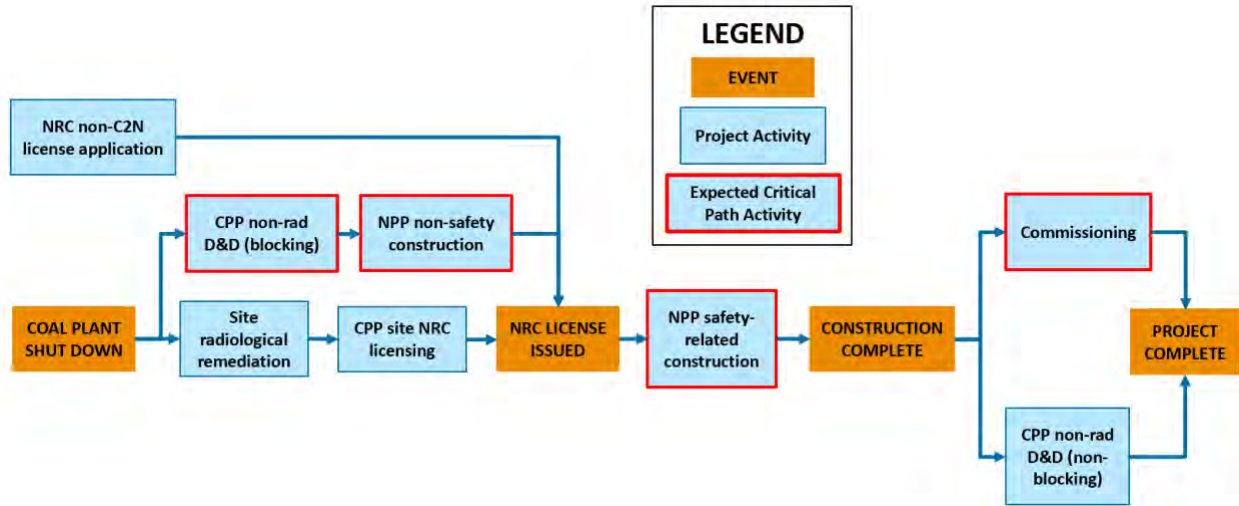 LEGEND
EVENT
Project Activity
Expected Critical
Path Activity
NRC non-C2N
license application
CPP non-rad
D&D (blocking)
NPP non-safety
construction
COAL PLANT
SHUT DOWN
Site
radiological
remediation
CPP site NRC
licensing
NRC LICENSE
ISSUED
NPP safety-
related
construction
CONSTRUCTION
COMPLETE
Commissioning
PROJECT
COMPLETE
CPP non-rad
D&D (non-
blocking)